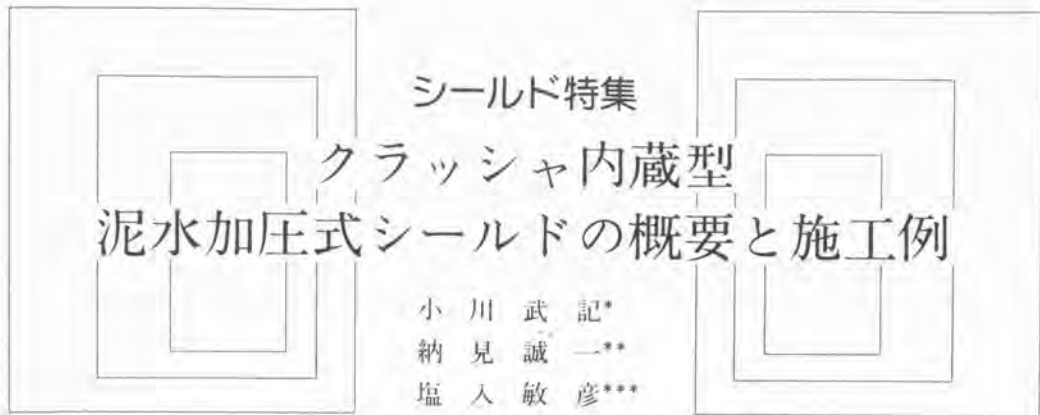 シールド特集
クラッシャ内蔵型
泥水加圧式シールドの概要と施工例
小川武記*
納見誠一**
塩入敏彦***